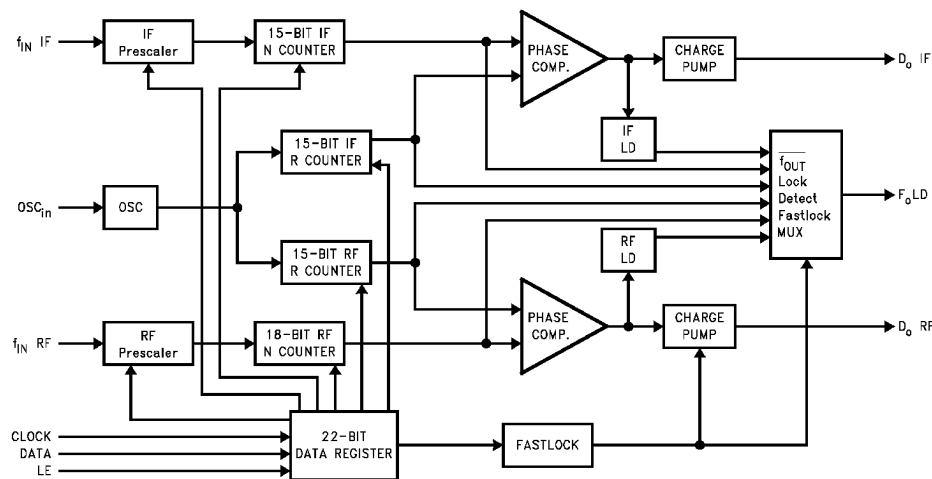 f_IN IF
IF
Prescaler
15-BIT IF
N COUNTER
PHASE
COMP.
CHARGE
PUMP
D_o IF
IF
LD
15-BIT IF
R COUNTER
OSC_in
OSC
f_OUT
Lock
Detect
Fastlock
MUX
F_oLD
15-BIT RF
R COUNTER
RF
LD
f_IN RF
RF
Prescaler
18-BIT RF
N COUNTER
PHASE
COMP.
CHARGE
PUMP
D_o RF
CLOCK
DATA
LE
22-BIT
DATA REGISTER
FASTLOCK